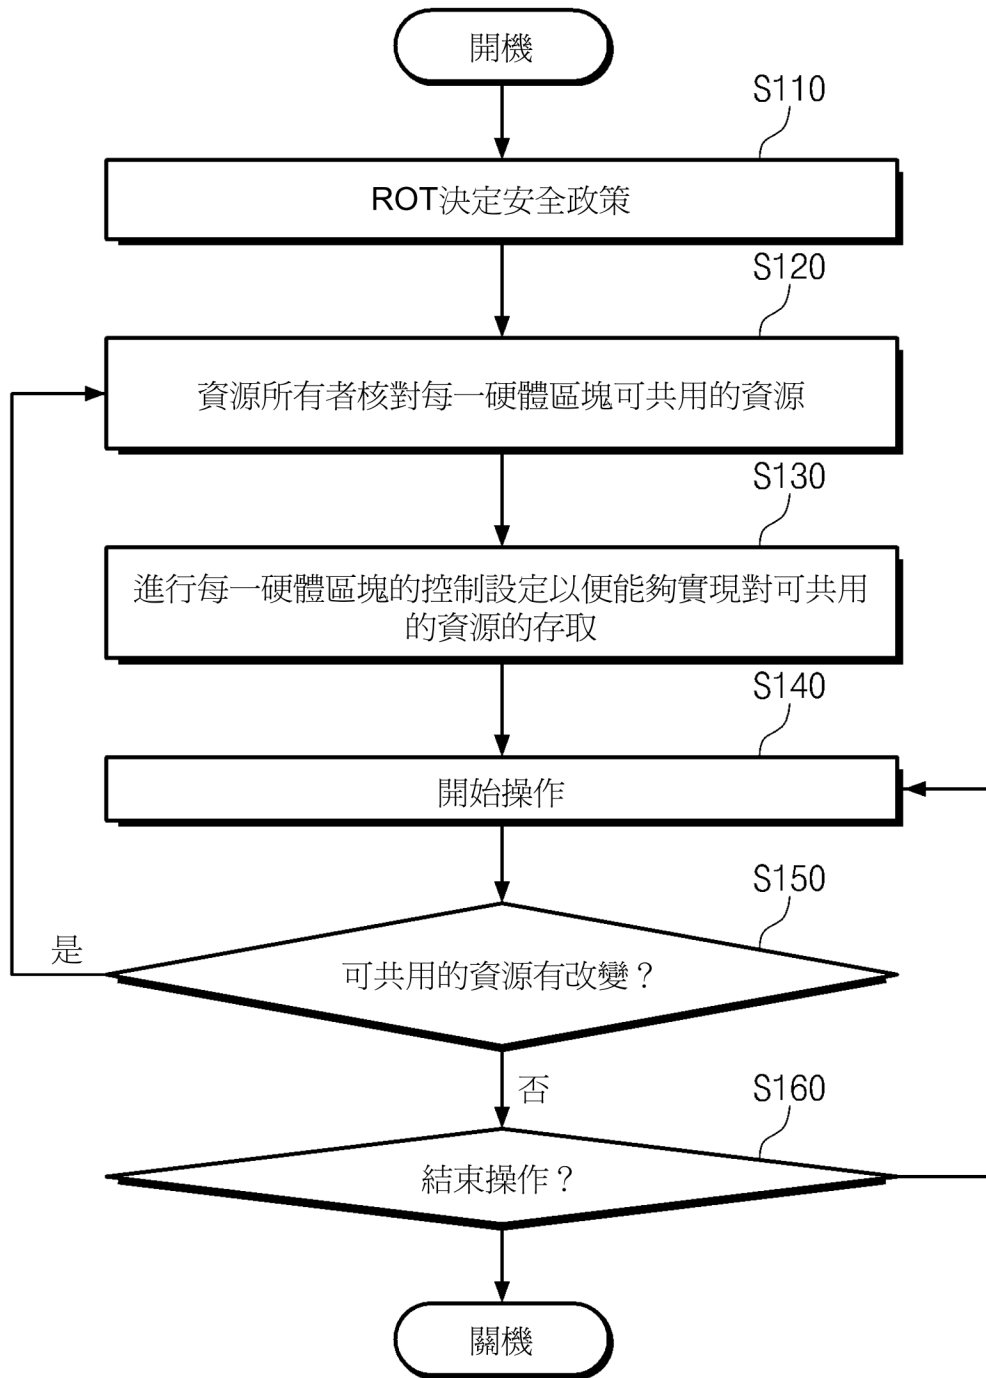 開機
S110
ROT決定安全政策
S120
資源所有者核對每一硬體區塊可共用的資源
S130
進行每一硬體區塊的控制設定以便能夠實現對可共用
的資源的存取
S140
開始操作
S150
是
可共用的資源有改變？
否
S160
結束操作？
關機